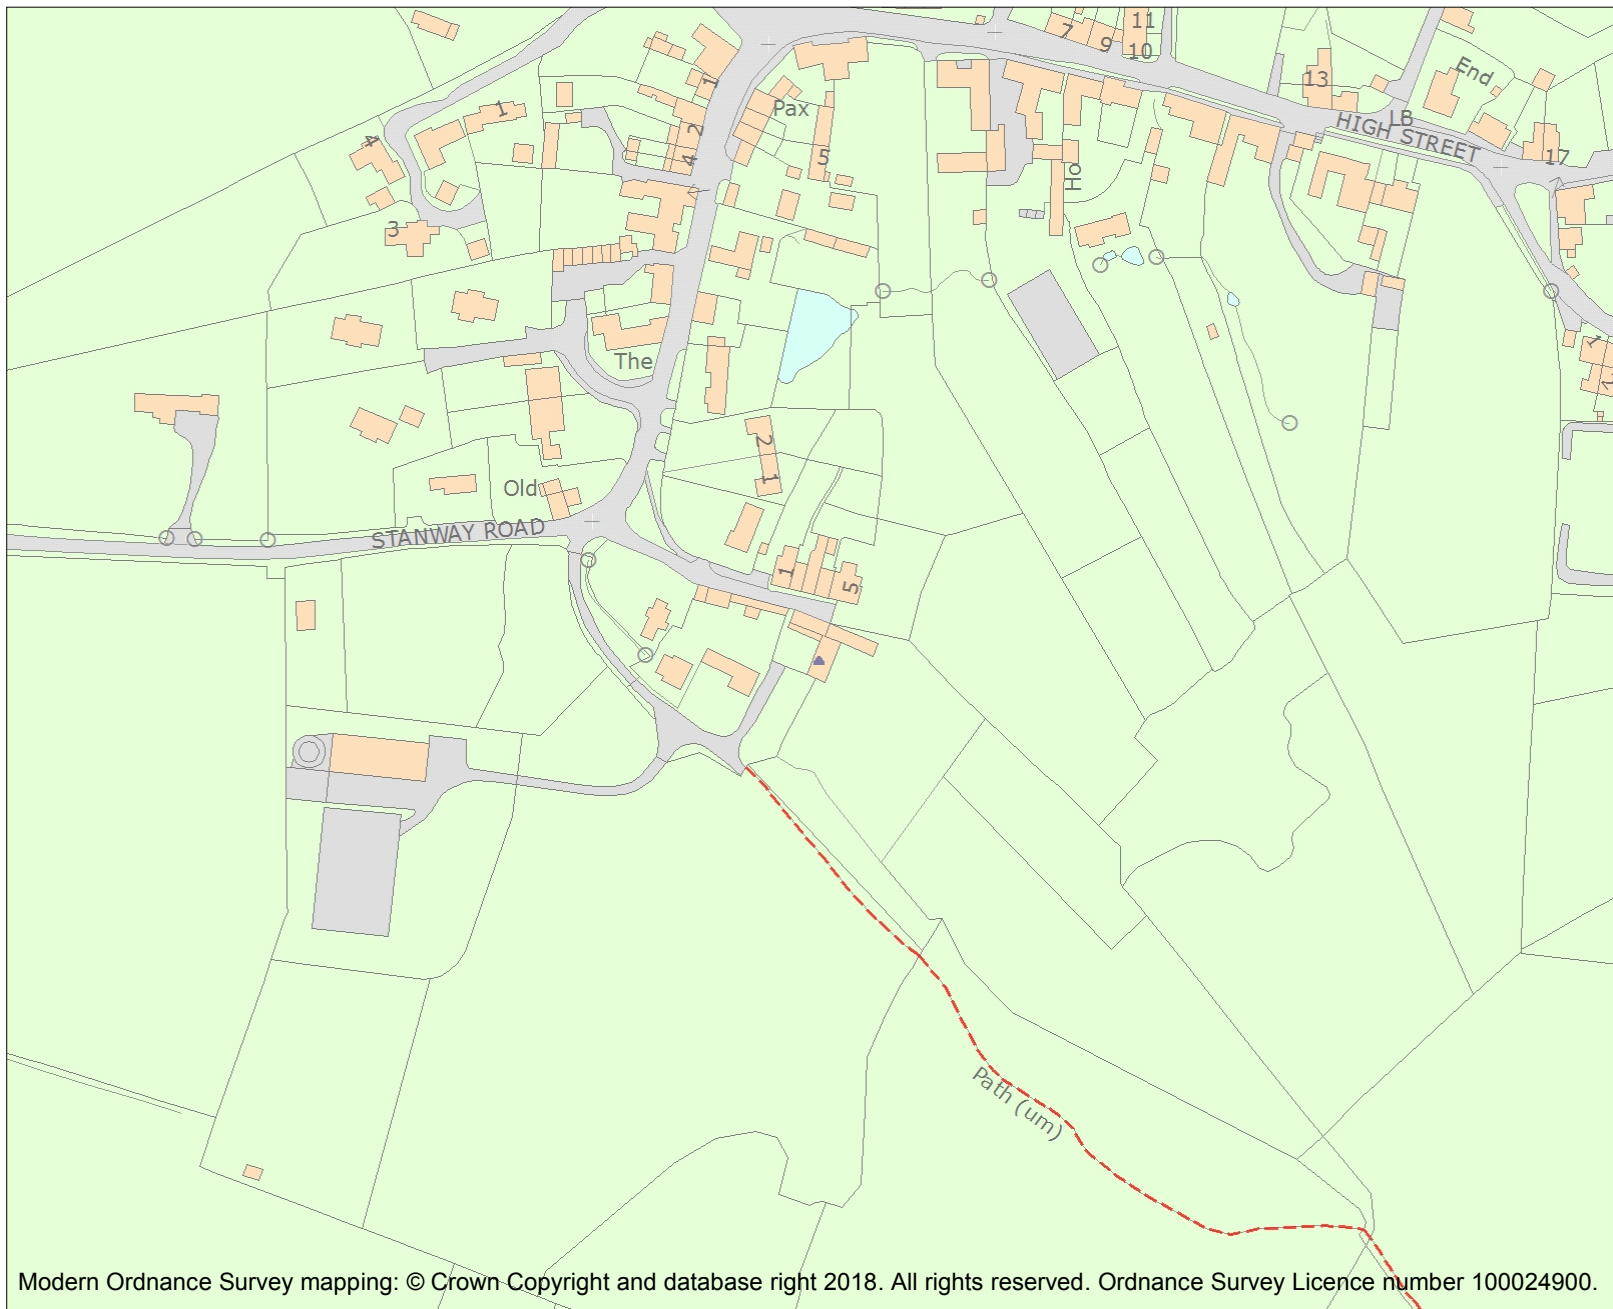 11
7
9
10
1
Pax
13
End
LB
HIGH STREET
1
2
4
4
5
17
Ho
3
The
1
2
1
Old
STANWAY ROAD
1
5
Path (um)
Modern Ordnance Survey mapping: © Crown Copyright and database right 2018. All rights reserved. Ordnance Survey Licence number 100024900.